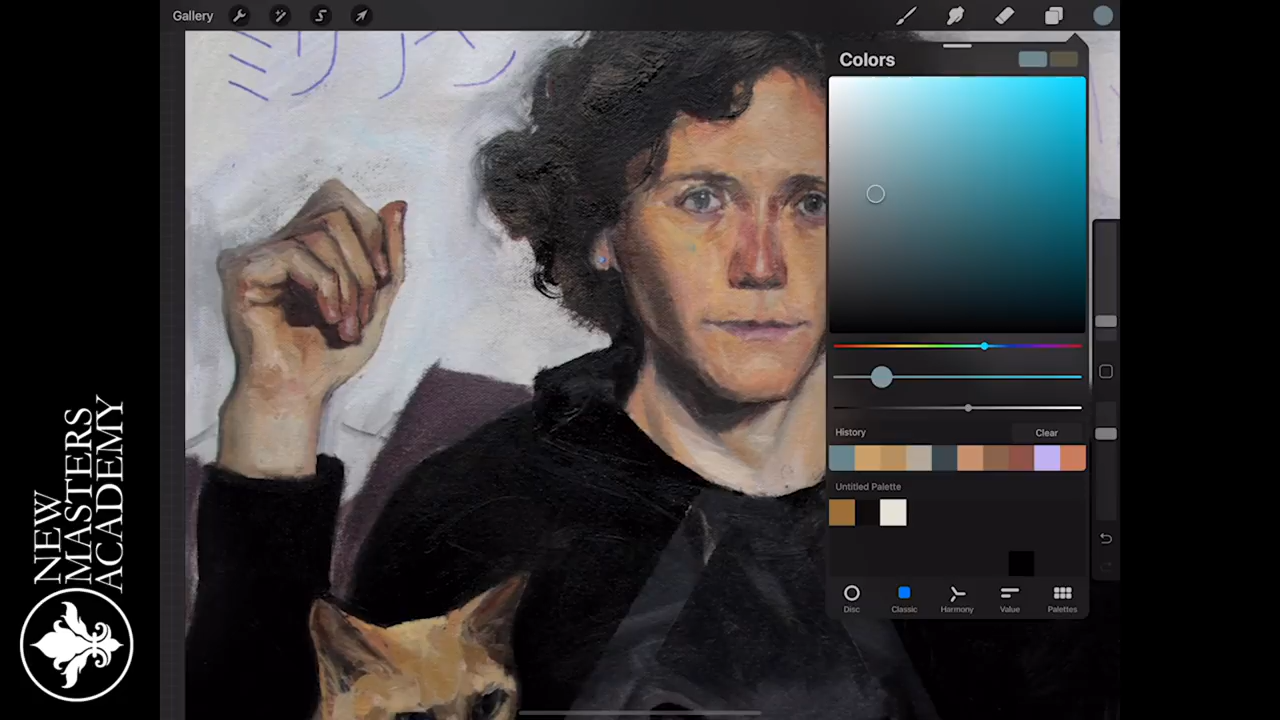 Gallery
Colors
History
Clear
Untitled Palette
Disc
Classic
Harmony
Value
Palettes
NEW
MASTERS
ACADEMY